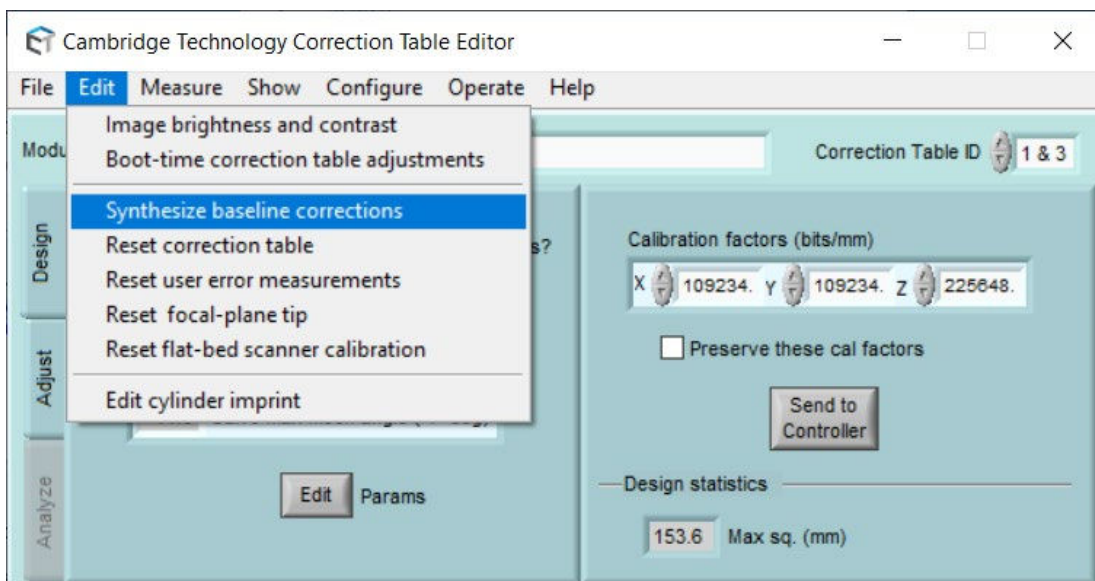 Cambridge Technology Correction Table Editor
File Edit Measure Show Configure Operate Help
Image brightness and contrast
Boot-time correction table adjustments
Synthesize baseline corrections
Reset correction table
Reset user error measurements
Reset focal-plane tip
Reset flat-bed scanner calibration
Edit cylinder imprint
Correction Table ID 1 & 3
Design
Adjust
Analyze
Edit Params
Calibration factors (bits/mm)
X 109234. Y 109234. Z 225648.
Preserve these cal factors
Send to
Controller
Design statistics
153.6 Max sq. (mm)